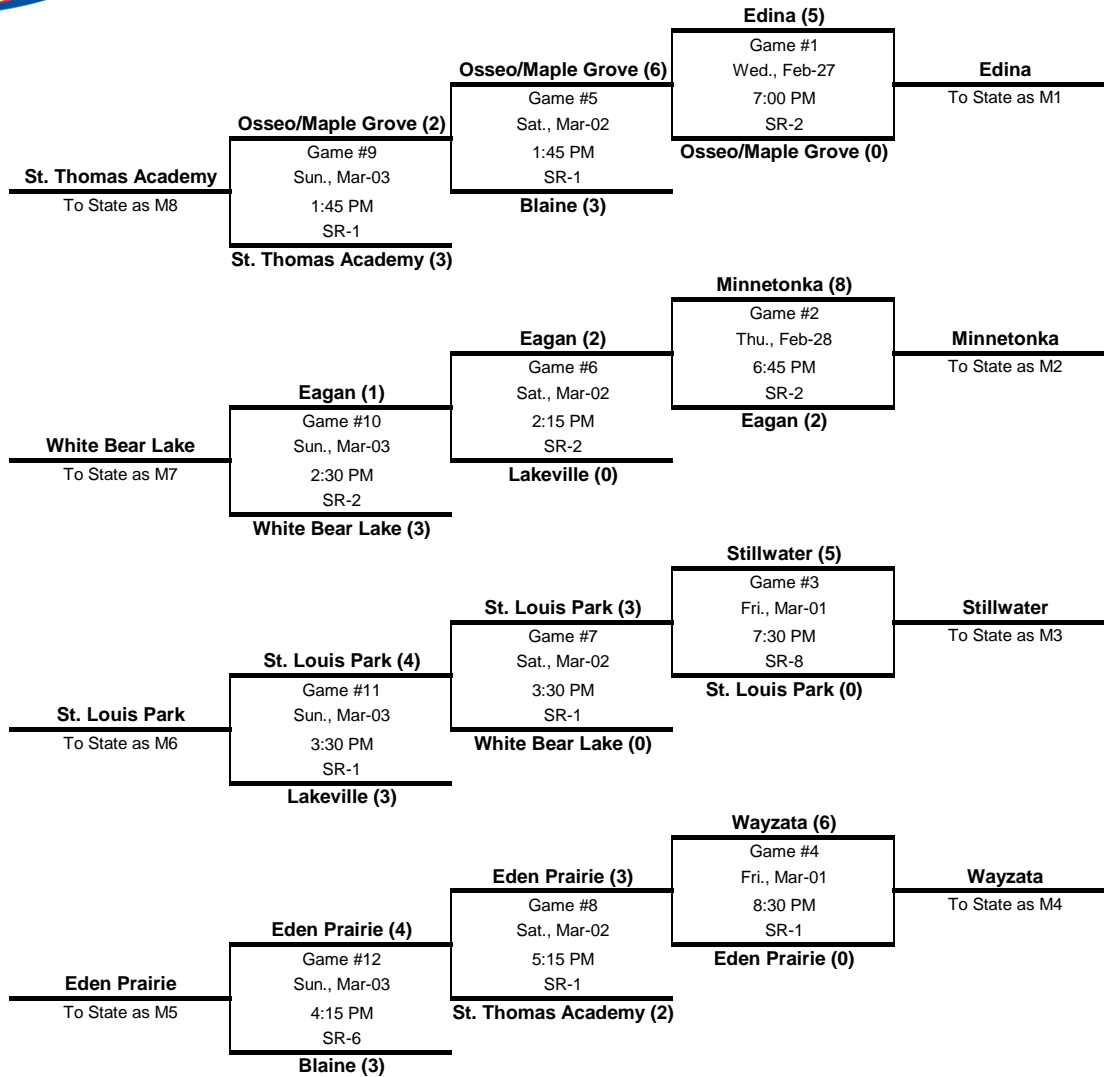 Edina (5)
Game #1
Osseo/Maple Grove (6)
Wed., Feb-27
Edina
Game #5
7:00 PM
To State as M1
Osseo/Maple Grove (2)
Sat., Mar-02
SR-2
Game #9
1:45 PM
Osseo/Maple Grove (0)
St. Thomas Academy
Sun., Mar-03
SR-1
To State as M8
1:45 PM
Blaine (3)
SR-1
St. Thomas Academy (3)
Minnetonka (8)
Game #2
Eagan (2)
Thu., Feb-28
Minnetonka
Game #6
6:45 PM
To State as M2
Eagan (1)
Sat., Mar-02
SR-2
Game #10
2:15 PM
Eagan (2)
White Bear Lake
Sun., Mar-03
SR-2
To State as M7
2:30 PM
Lakeville (0)
SR-2
White Bear Lake (3)
Stillwater (5)
Game #3
St. Louis Park (3)
Fri., Mar-01
Stillwater
Game #7
7:30 PM
To State as M3
St. Louis Park (4)
Sat., Mar-02
SR-8
Game #11
3:30 PM
St. Louis Park (0)
St. Louis Park
Sun., Mar-03
SR-1
To State as M6
3:30 PM
White Bear Lake (0)
SR-1
Lakeville (3)
Wayzata (6)
Game #4
Eden Prairie (3)
Fri., Mar-01
Wayzata
Game #8
8:30 PM
To State as M4
Eden Prairie (4)
Sat., Mar-02
SR-1
Game #12
5:15 PM
Eden Prairie (0)
Eden Prairie
Sun., Mar-03
SR-1
To State as M5
4:15 PM
St. Thomas Academy (2)
SR-6
Blaine (3)